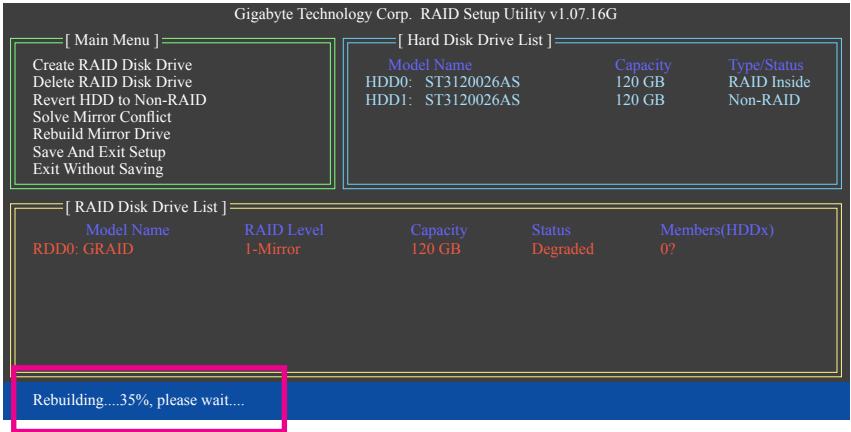 Gigabyte Technology Corp. RAID Setup Utility v1.07.16G
[ Main Menu ]
Create RAID Disk Drive
Delete RAID Disk Drive
Revert HDD to Non-RAID
Solve Mirror Conflict
Rebuild Mirror Drive
Save And Exit Setup
Exit Without Saving
[ Hard Disk Drive List ]
Model Name Capacity Type/Status
HDD0: ST3120026AS 120 GB RAID Inside
HDD1: ST3120026AS 120 GB Non-RAID
[ RAID Disk Drive List ]
Model Name RAID Level Capacity Status Members(HDDx)
RDD0: GRAID 1-Mirror 120 GB Degraded 0?
Rebuilding....35%, please wait....